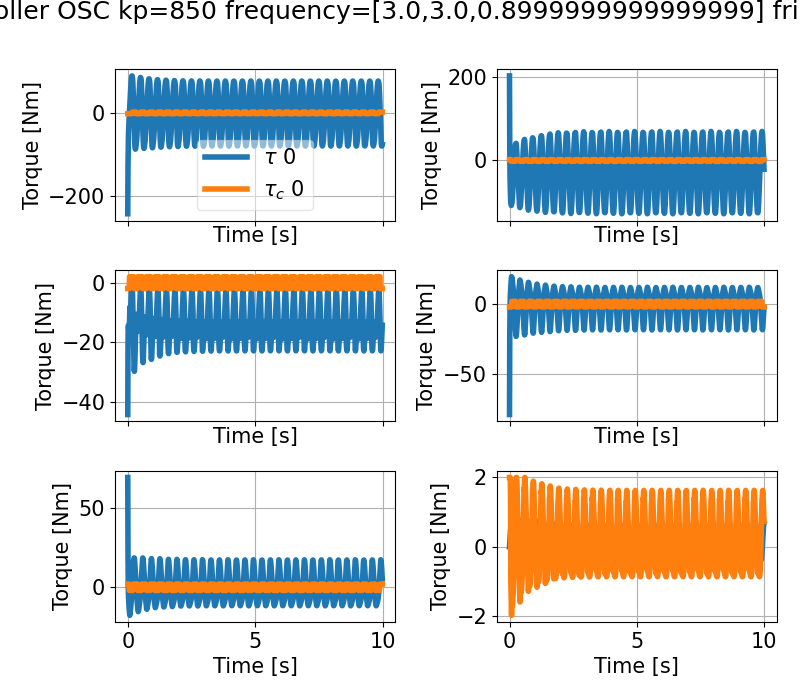 oller OSC kp=850 frequency=[3.0,3.0,0.8999999999999999] fri
Torque [Nm]
0
−200
τ 0
τc 0
Time [s]
Torque [Nm]
200
0
Time [s]
Torque [Nm]
0
−20
−40
Time [s]
Torque [Nm]
0
−50
Time [s]
Torque [Nm]
50
0
0 5 10
Time [s]
Torque [Nm]
2
0
−2
0 5 10
Time [s]